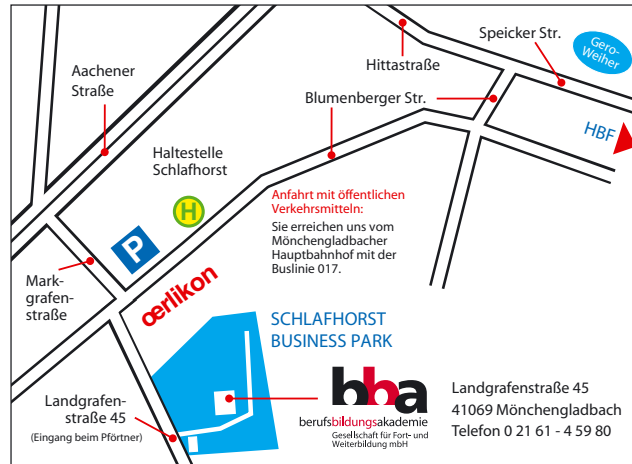 Speicker Str.
Gero-
Weiher
Hittastraße
Aachener
Straße
Blumenberger Str.
HBF
Haltestelle
Schlafhorst
H
P
Anfahrt mit öffentlichen
Verkehrsmitteln:
Sie erreichen uns vom
Mönchengladbacher
Hauptbahnhof mit der
Buslinie 017.
Mark-
grafen-
straße
œrlikon
SCHLAFHORST
BUSINESS PARK
Landgrafen-
straße 45
(Eingang beim Pförtner)
bba
berufsbildungsakademie
Gesellschaft für Fort- und
Weiterbildung mbH
Landgrafenstraße 45
41069 Mönchengladbach
Telefon 0 21 61 - 4 59 80